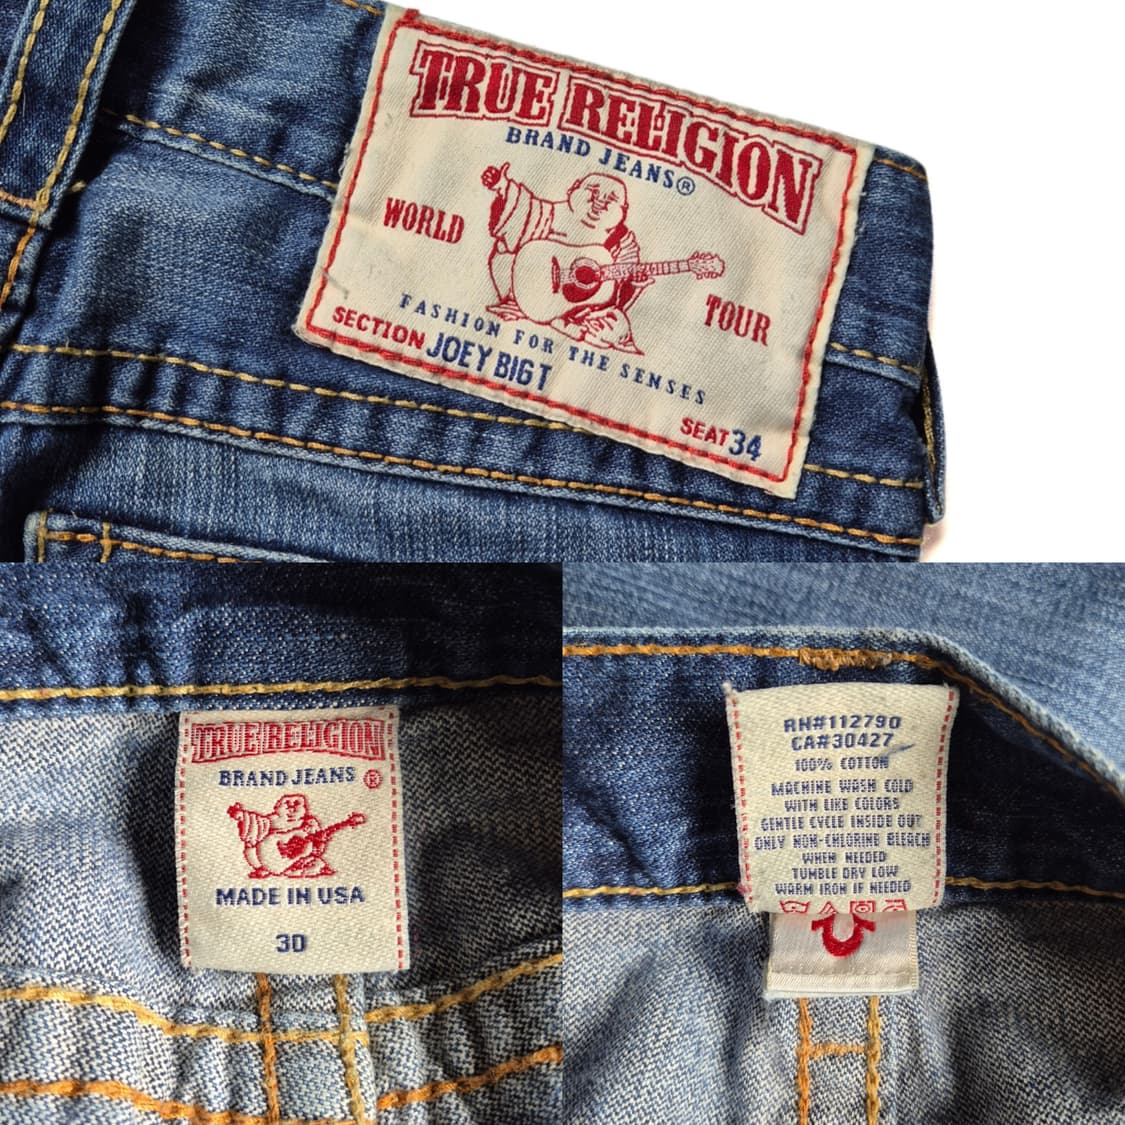 TRUE RELIGION
BRAND JEANS®
WORLD TOUR
FASHION FOR THE SENSES
SECTION JOEY BIG T
SEAT 34
TRUE RELIGION
BRAND JEANS ®
MADE IN USA
30
RN#112790
CA#30427
100% COTTON
MACHINE WASH COLD
WITH LIKE COLORS
GENTLE CYCLE INSIDE OUT
ONLY NON-CHLORINE BLEACH
WHEN NEEDED
TUMBLE DRY LOW
WARM IRON IF NEEDED